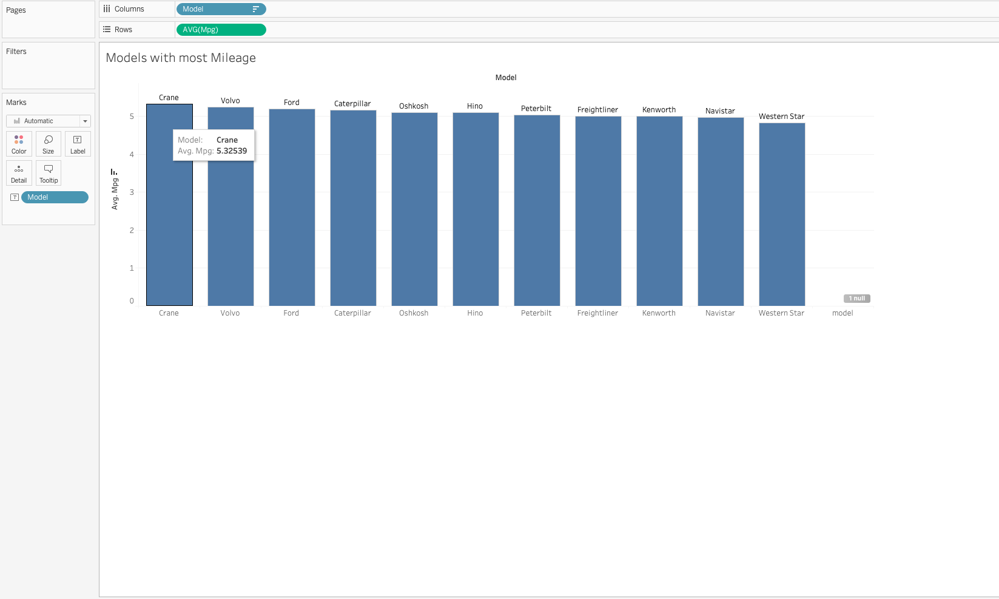 Pages
Columns
Model
Rows
AVG(Mpg)
Filters
Marks
Automatic
Color
Size
Label
Detail
Tooltip
T Model
Models with most Mileage
Model
Crane
Volvo
Ford
Caterpillar
Oshkosh
Hino
Peterbilt
Freightliner
Kenworth
Navistar
Western Star
Model: Crane
Avg. Mpg: 5.32539
Avg. Mpg
5
4
3
2
1
0
1 null
Crane
Volvo
Ford
Caterpillar
Oshkosh
Hino
Peterbilt
Freightliner
Kenworth
Navistar
Western Star
model